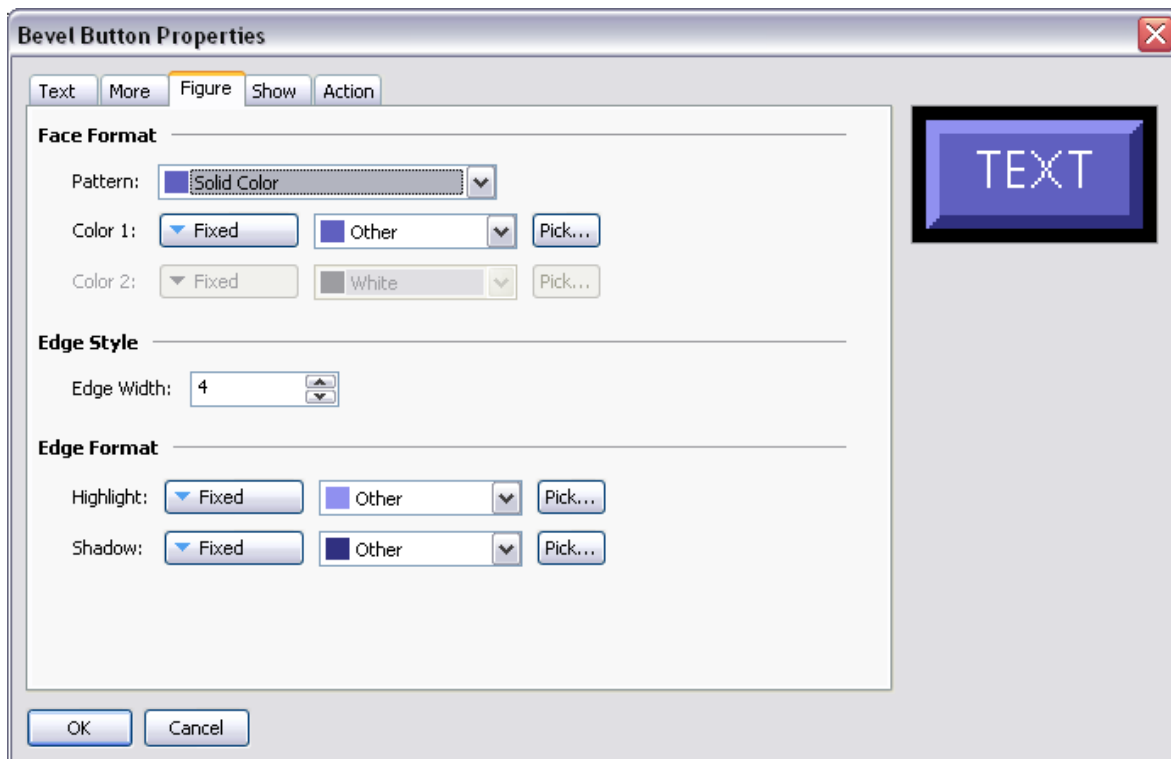 Bevel Button Properties
Text More Figure Show Action
Face Format
Pattern: Solid Color
TEXT
Color 1: Fixed Other Pick...
Color 2: Fixed White Pick...
Edge Style
Edge Width: 4
Edge Format
Highlight: Fixed Other Pick...
Shadow: Fixed Other Pick...
OK Cancel